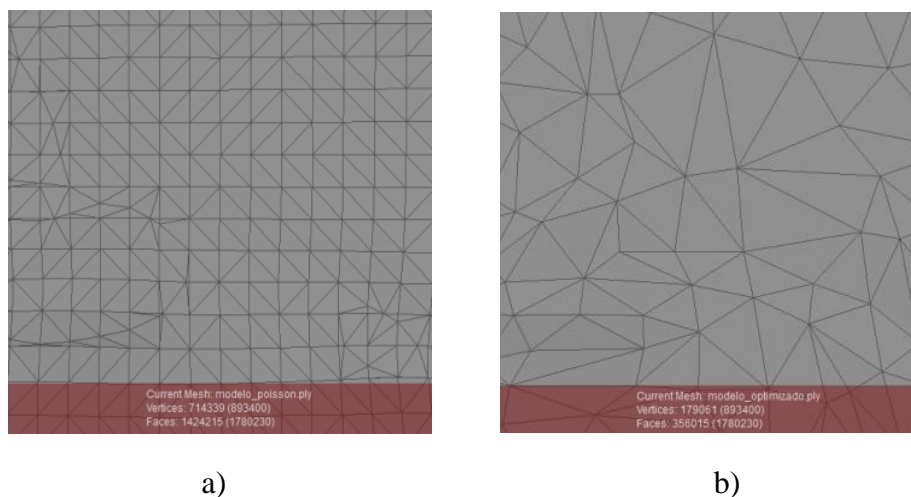 Current Mesh: modelo_poisson.ply
Vertices: 714339 (893400)
Faces: 1424215 (1780230)
Current Mesh: modelo_optimizado.ply
Vertices: 179061 (893400)
Faces: 356015 (1780230)
a)
b)